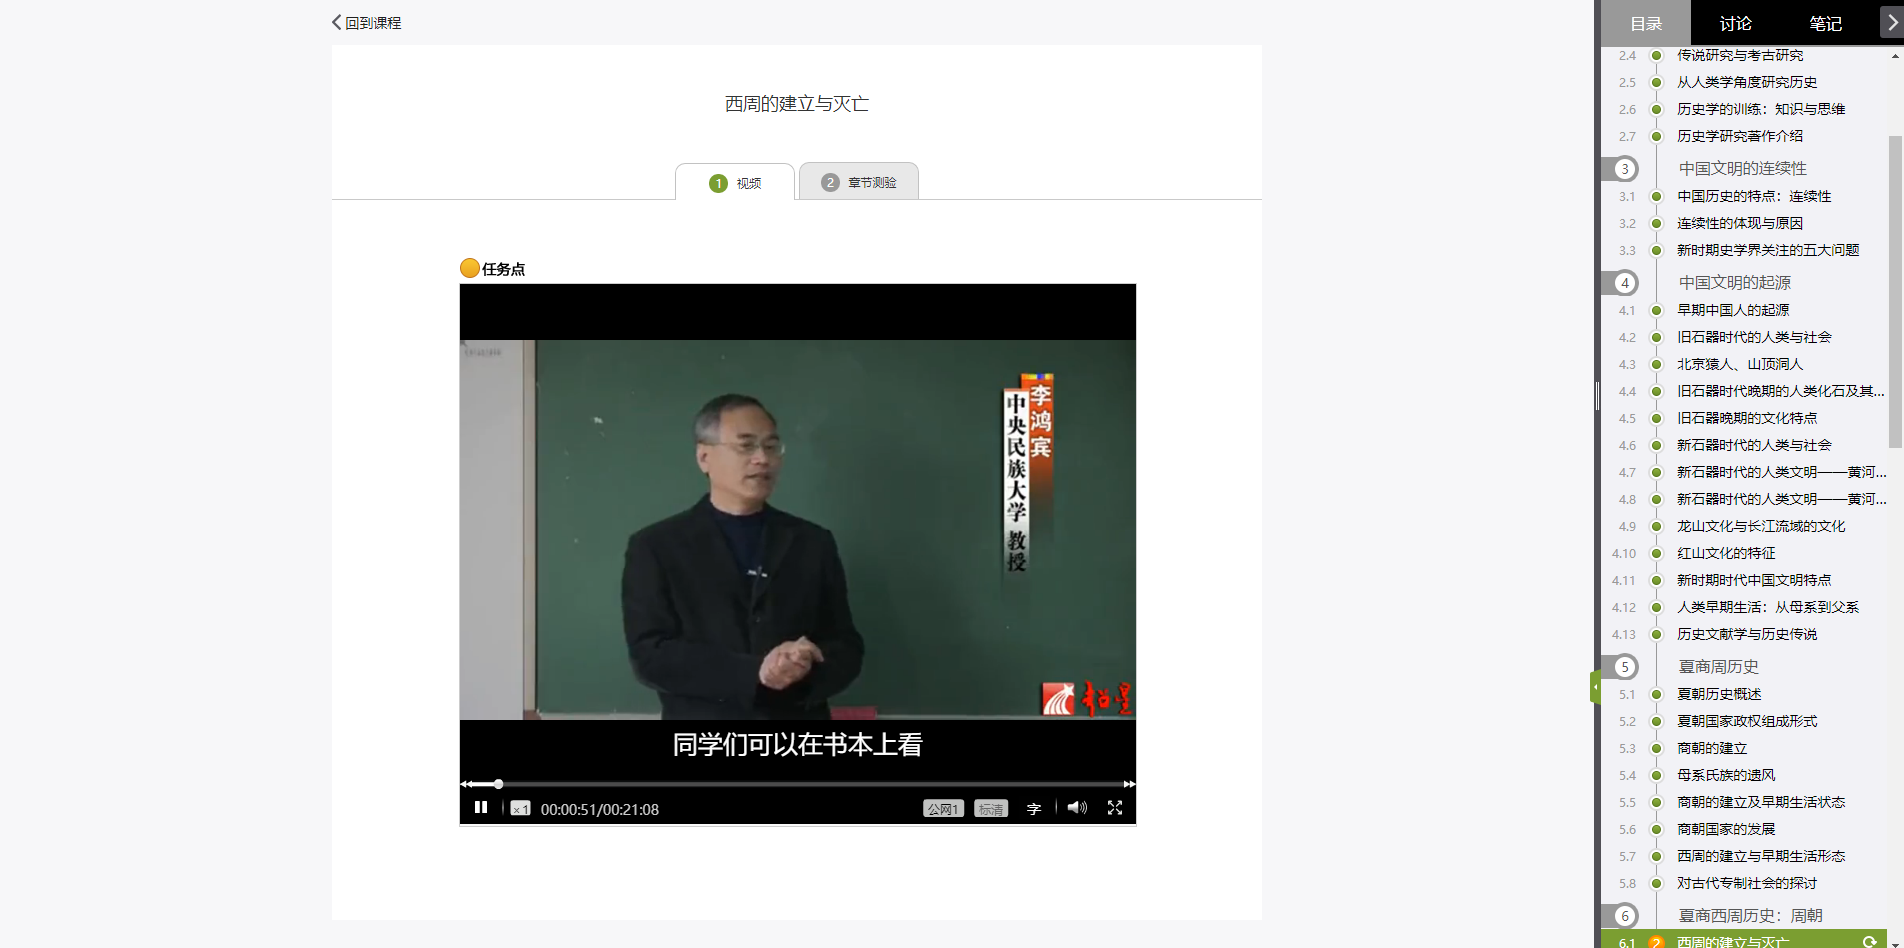 回到课程
西周的建立与灭亡
1 视频
2 章节测验
任务点
李鸿宾
中央民族大学 教授
超星
同学们可以在书本上看
×1 00:00:51/00:21:08 公网1 标清 字
目录 讨论 笔记
2.4 传说研究与考古研究
2.5 从人类学角度研究历史
2.6 历史学的训练：知识与思维
2.7 历史学研究著作介绍
3 中国文明的连续性
3.1 中国历史的特点：连续性
3.2 连续性的体现与原因
3.3 新时期史学界关注的五大问题
4 中国文明的起源
4.1 早期中国人的起源
4.2 旧石器时代的人类与社会
4.3 北京猿人、山顶洞人
4.4 旧石器时代晚期的人类化石及其...
4.5 旧石器晚期的文化特点
4.6 新石器时代的人类与社会
4.7 新石器时代的人类文明——黄河...
4.8 新石器时代的人类文明——黄河...
4.9 龙山文化与长江流域的文化
4.10 红山文化的特征
4.11 新时期时代中国文明特点
4.12 人类早期生活：从母系到父系
4.13 历史文献学与历史传说
5 夏商周历史
5.1 夏朝历史概述
5.2 夏朝国家政权组成形式
5.3 商朝的建立
5.4 母系氏族的遗风
5.5 商朝的建立及早期生活状态
5.6 商朝国家的发展
5.7 西周的建立与早期生活形态
5.8 对古代专制社会的探讨
6 夏商西周历史：周朝
6.1 2 西周的建立与灭亡